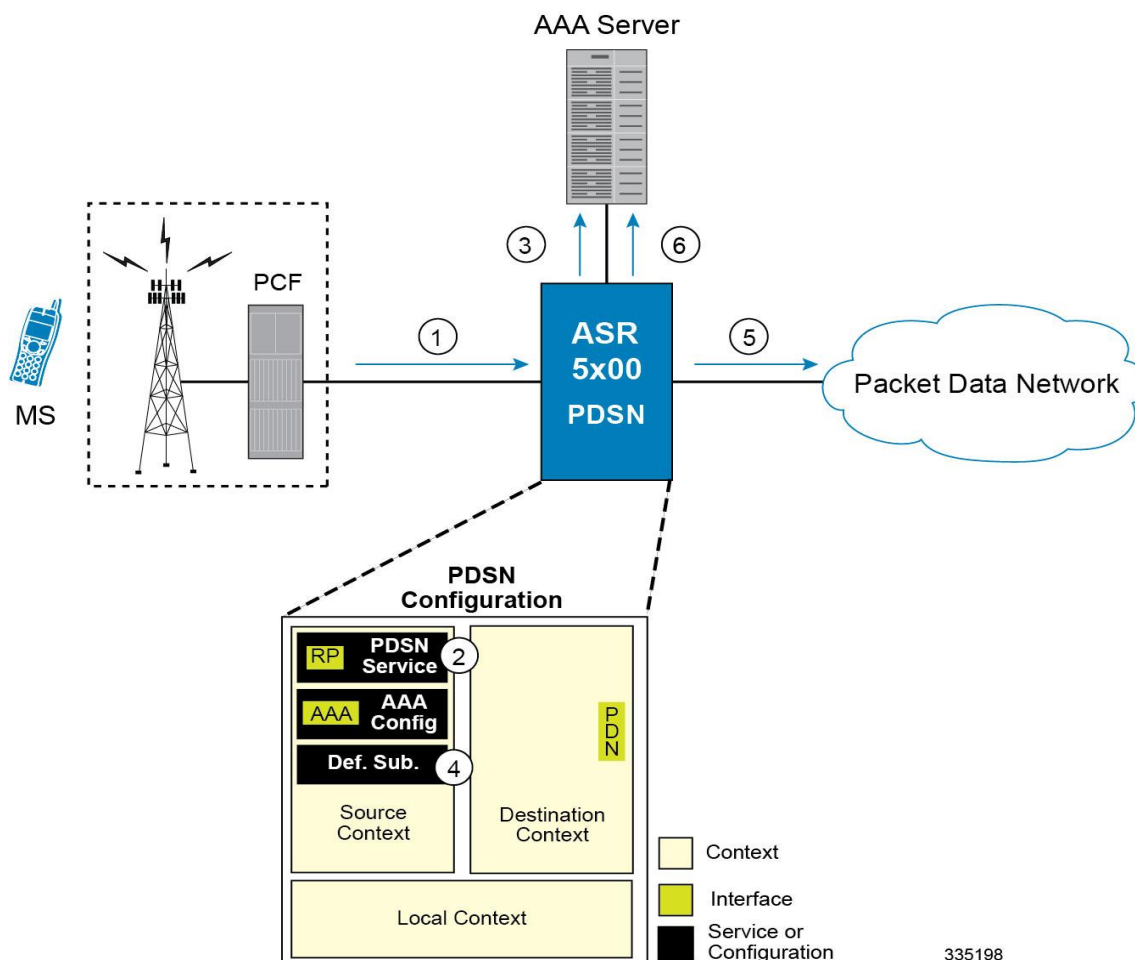 AAA Server
3
6
PCF
1
ASR
5x00
PDSN
5
Packet Data Network
MS
PDSN
Configuration
RP
PDSN
Service
2
AAA
AAA
Config
Def. Sub.
4
P
D
N
Source
Context
Destination
Context
Local Context
Context
Interface
Service or
Configuration
335198